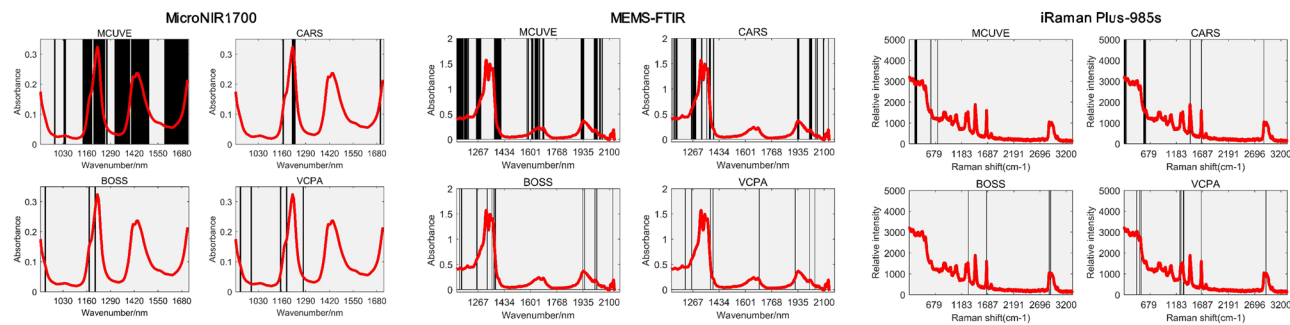 MicroNIR1700
MEMS-FTIR
iRaman Plus-985s
MCUVE
CARS
MCUVE
CARS
MCUVE
CARS
Absorbance
0.3
0.2
0.1
0
1030 1160 1290 1420 1550 1680
Wavenumber/nm
Absorbance
0.3
0.2
0.1
0
1030 1160 1290 1420 1550 1680
Wavenumber/nm
Absorbance
2
1.5
1
0.5
0
1267 1434 1601 1768 1935 2100
Wavenumber/nm
Absorbance
2
1.5
1
0.5
0
1267 1434 1601 1768 1935 2100
Wavenumber/nm
Relative intensity
5000
4000
3000
2000
1000
0
679 1183 1687 2191 2696 3200
Raman shift(cm-1)
Relative intensity
5000
4000
3000
2000
1000
0
679 1183 1687 2191 2696 3200
Raman shift(cm-1)
BOSS
VCPA
BOSS
VCPA
BOSS
VCPA
Absorbance
0.3
0.2
0.1
0
1030 1160 1290 1420 1550 1680
Wavenumber/nm
Absorbance
0.3
0.2
0.1
0
1030 1160 1290 1420 1550 1680
Wavenumber/nm
Absorbance
2
1.5
1
0.5
0
1267 1434 1601 1768 1935 2100
Wavenumber/nm
Absorbance
2
1.5
1
0.5
0
1267 1434 1601 1768 1935 2100
Wavenumber/nm
Relative intensity
5000
4000
3000
2000
1000
0
679 1183 1687 2191 2696 3200
Raman shift(cm-1)
Relative intensity
5000
4000
3000
2000
1000
0
679 1183 1687 2191 2696 3200
Raman shift(cm-1)